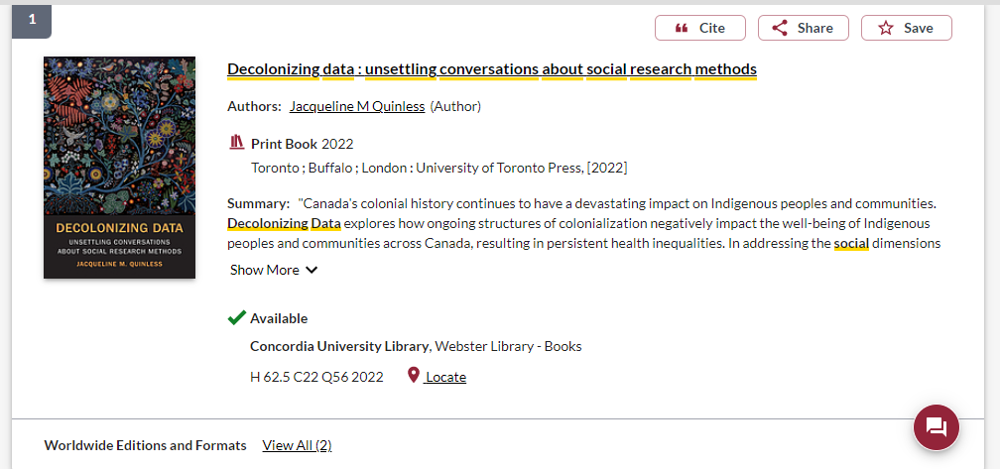 1
Cite
Share
Save
Decolonizing data : unsettling conversations about social research methods
Authors: Jacqueline M Quinless (Author)
Print Book 2022
Toronto ; Buffalo ; London : University of Toronto Press, [2022]
Summary: "Canada's colonial history continues to have a devastating impact on Indigenous peoples and communities.
Decolonizing Data explores how ongoing structures of colonialization negatively impact the well-being of Indigenous
peoples and communities across Canada, resulting in persistent health inequalities. In addressing the social dimensions
Show More
DECOLONIZING DATA
UNSETTLING CONVERSATIONS
ABOUT SOCIAL RESEARCH METHODS
JACQUELINE M. QUINLESS
Available
Concordia University Library, Webster Library - Books
H 62.5 C22 Q56 2022 Locate
Worldwide Editions and Formats View All (2)